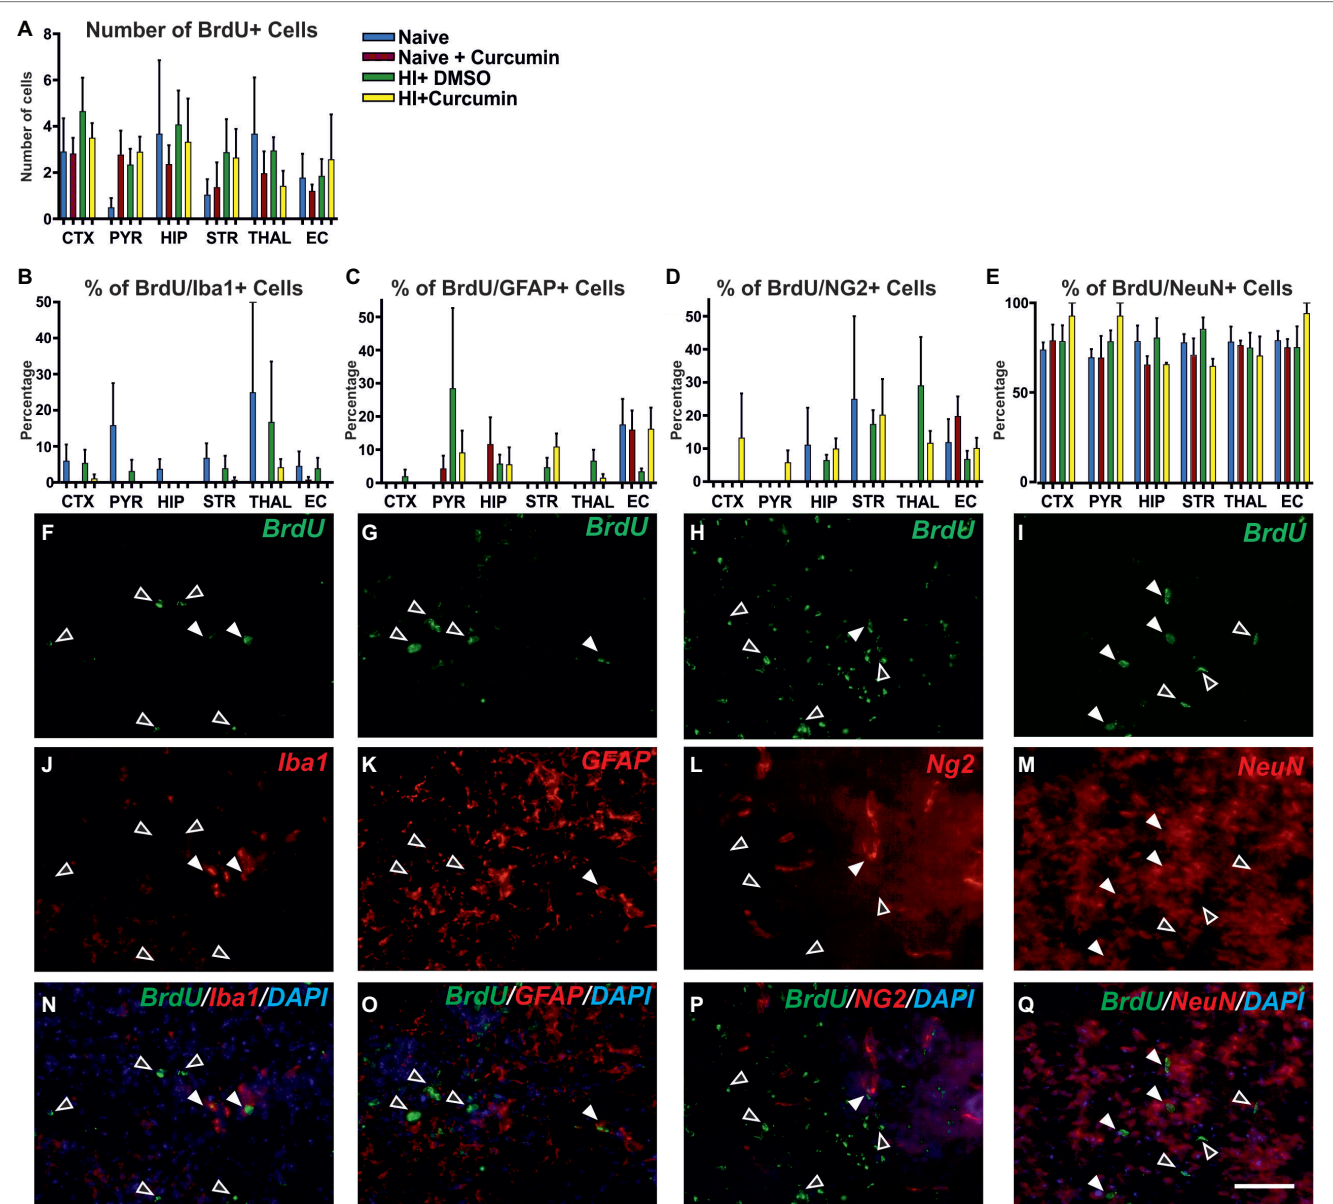 A
Number of BrdU+ Cells
Number of cells
8
6
4
2
0
CTX PYR HIP STR THAL EC
Naive
Naive + Curcumin
HI+ DMSO
HI+Curcumin
B
% of BrdU/Iba1+ Cells
Percentage
50
40
30
20
10
0
CTX PYR HIP STR THAL EC
C
% of BrdU/GFAP+ Cells
Percentage
50
40
30
20
10
0
CTX PYR HIP STR THAL EC
D
% of BrdU/NG2+ Cells
Percentage
50
40
30
20
10
0
CTX PYR HIP STR THAL EC
E
% of BrdU/NeuN+ Cells
Percentage
100
50
0
CTX PYR HIP STR THAL EC
F BrdU
G BrdU
H BrdU
I BrdU
J Iba1
K GFAP
L Ng2
M NeuN
N BrdU/Iba1/DAPI
O BrdU/GFAP/DAPI
P BrdU/NG2/DAPI
Q BrdU/NeuN/DAPI